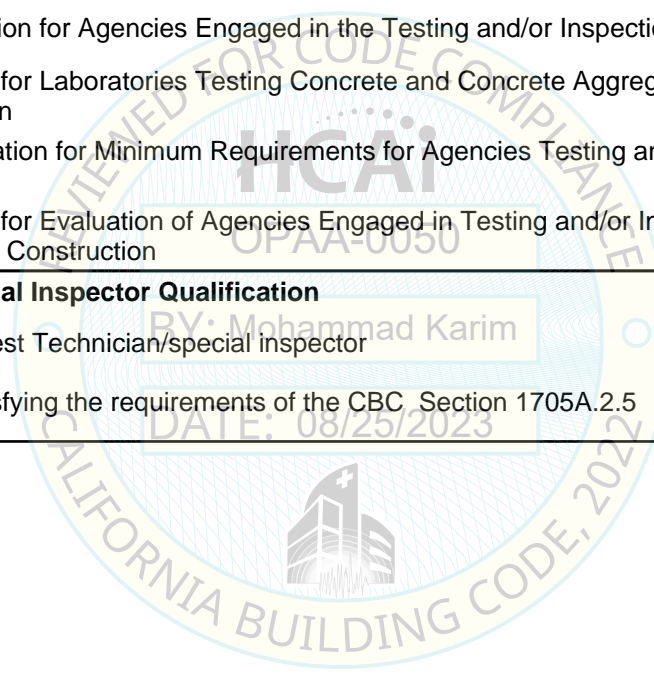 ion for Agencies Engaged in the Testing and/or Inspectio
for Laboratories Testing Concrete and Concrete Aggreg
n
ation for Minimum Requirements for Agencies Testing an
for Evaluation of Agencies Engaged in Testing and/or In
Construction
al Inspector Qualification
est Technician/special inspector
sfying the requirements of the CBC Section 1705A.2.5
REVIEWED FOR CODE COMPLIANCE
HCAi
OPAA-0050
BY: Mohammad Karim
DATE: 08/25/2023
CALIFORNIA BUILDING CODE, 2022